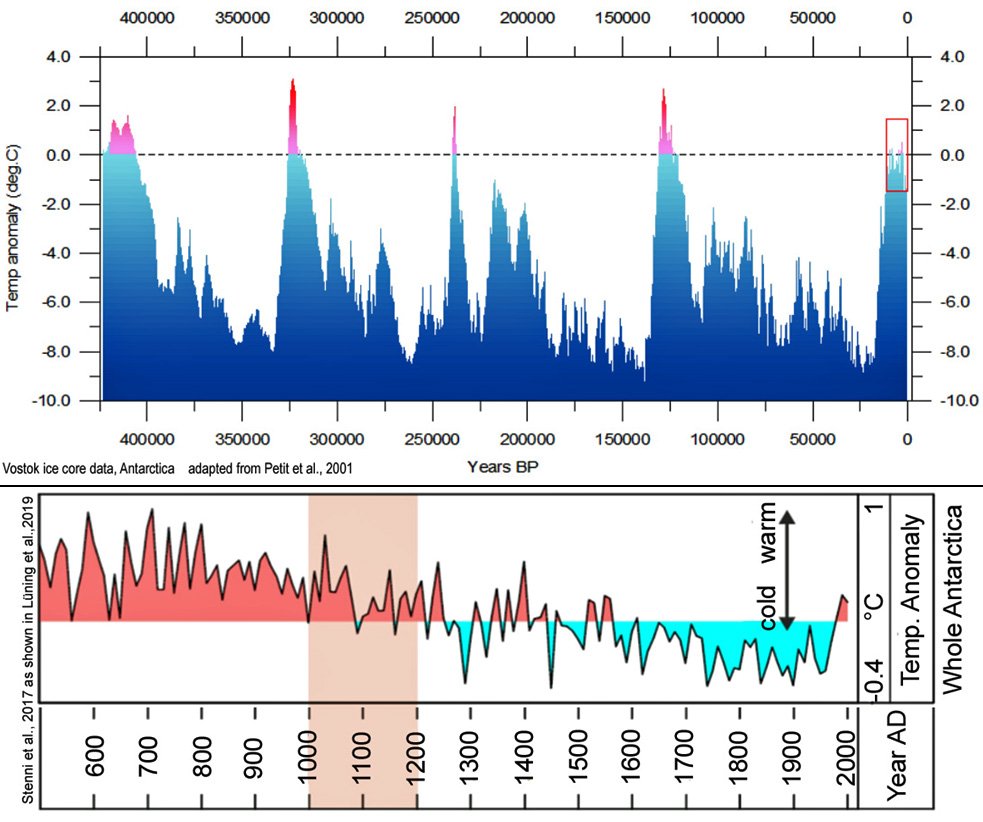 400000 350000 300000 250000 200000 150000 100000 50000 0
4.0 4.0
2.0 2.0
0.0 0.0
-2.0 -2.0
-4.0 -4.0
-6.0 -6.0
-8.0 -8.0
-10.0 -10.0
Temp anomaly (deg.C)
400000 350000 300000 250000 200000 150000 100000 50000 0
Vostok ice core data, Antarctica adapted from Petit et al., 2001
Years BP
Stenni et al., 2017 as shown in Lüning et al.,2019
cold warm
-0.4 °C 1
Temp. Anomaly
Whole Antarctica
600 700 800 900 1000 1100 1200 1300 1400 1500 1600 1700 1800 1900 2000
Year AD